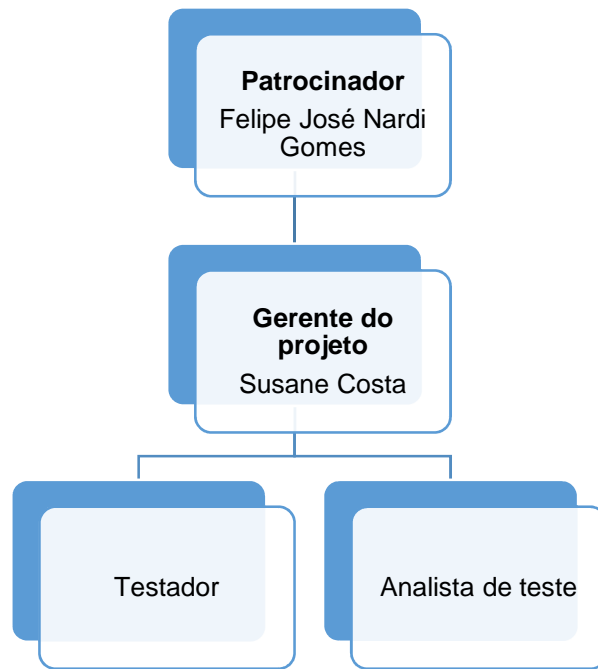 Patrocinador
Felipe José Nardi
Gomes
Gerente do
projeto
Susane Costa
Testador
Analista de teste